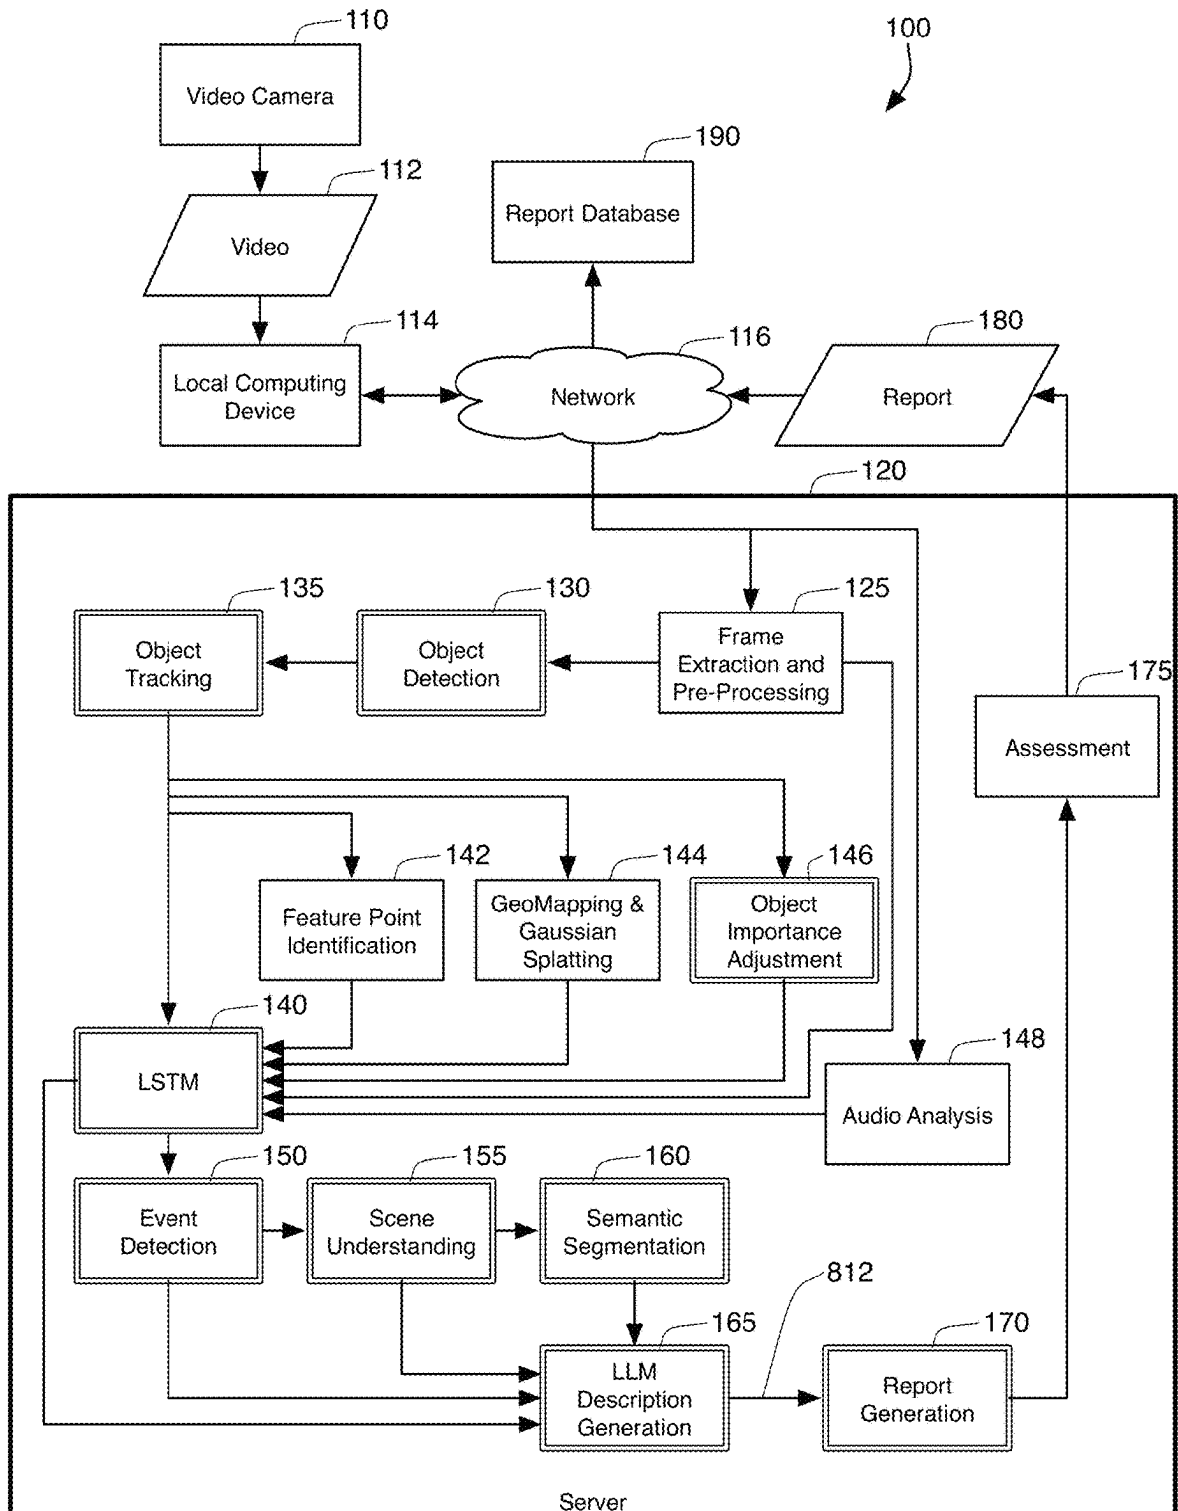 110
100
Video Camera
190
112
Report Database
Video
114
116
180
Local Computing
Device
Network
Report
120
135
130
125
Object
Tracking
Object
Detection
Frame
Extraction and
Pre-Processing
175
Assessment
142
144
146
Feature Point
Identification
GeoMapping &
Gaussian
Splatting
Object
Importance
Adjustment
140
148
LSTM
Audio Analysis
150
155
160
Event
Detection
Scene
Understanding
Semantic
Segmentation
812
165
170
LLM
Description
Generation
Report
Generation
Server